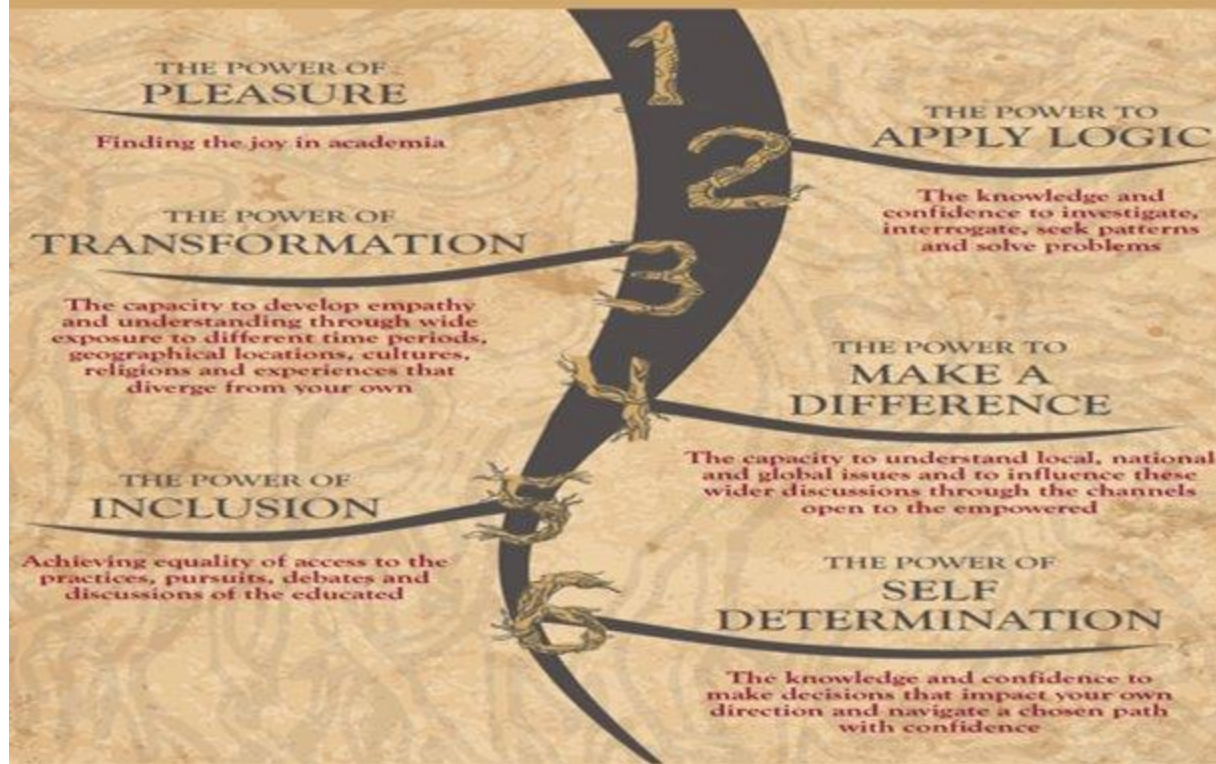 1
THE POWER OF
PLEASURE
Finding the joy in academia
2
THE POWER TO
APPLY LOGIC
The knowledge and
confidence to investigate,
interrogate, seek patterns
and solve problems
3
THE POWER OF
TRANSFORMATION
The capacity to develop empathy
and understanding through wide
exposure to different time periods,
geographical locations, cultures,
religions and experiences that
diverge from your own
4
THE POWER TO
MAKE A
DIFFERENCE
The capacity to understand local, national
and global issues and to influence these
wider discussions through the channels
open to the empowered
5
THE POWER OF
INCLUSION
Achieving equality of access to the
practices, pursuits, debates and
discussions of the educated
6
THE POWER OF
SELF
DETERMINATION
The knowledge and confidence to
make decisions that impact your own
direction and navigate a chosen path
with confidence